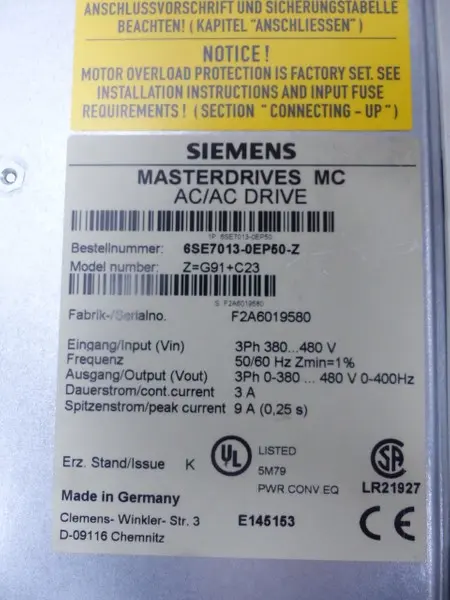 ANSCHLUSSVORSCHRIFT UND SICHERUNGSTABELLE
BEACHTEN! ( KAPITEL "ANSCHLIESSEN" )
NOTICE !
MOTOR OVERLOAD PROTECTION IS FACTORY SET. SEE
INSTALLATION INSTRUCTIONS AND INPUT FUSE
REQUIREMENTS ! ( SECTION " CONNECTING - UP " )
SIEMENS
MASTERDRIVES MC
AC/AC DRIVE
1P 6SE7013-0EP50-Z
Bestellnummer: 6SE7013-0EP50-Z
Model number: Z=G91+C23
S F2A6019580
Fabrik-/Serialno. F2A6019580
Eingang/Input (Vin) 3Ph 380...480 V
Frequenz 50/60 Hz Zmin=1%
Ausgang/Output (Vout) 3Ph 0-380 ... 480 V 0-400Hz
Dauerstrom/cont.current 3 A
Spitzenstrom/peak current 9 A (0,25 s)
Erz. Stand/Issue K
UL
LISTED
5M79
PWR CONV.EQ
SA
LR21927
Made in Germany
Clemens- Winkler- Str. 3 E145153
D-09116 Chemnitz
CE